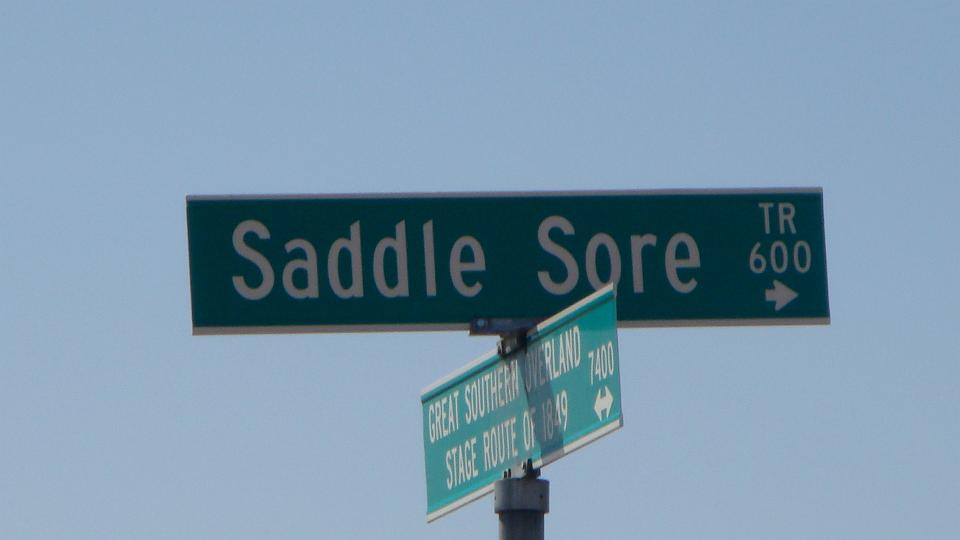 Saddle Sore TR
600
GREAT SOUTHERN OVERLAND 7400
STAGE ROUTE OF 1849